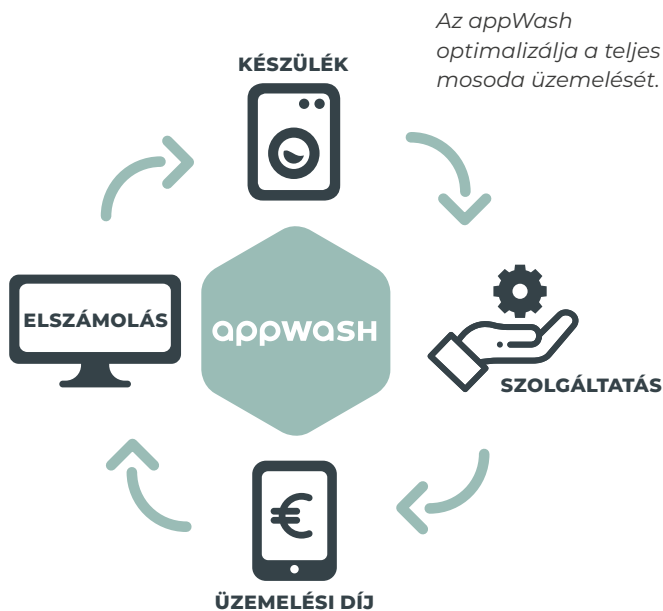 Az appWash
optimalizálja a teljes
mosoda üzemelését.
KÉSZÜLÉK
ELSZÁMOLÁS
appwasH
SZOLGÁLTATÁS
€
ÜZEMELÉSI DÍJ